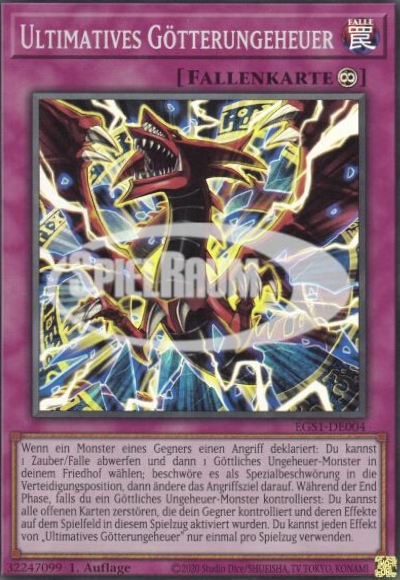 ULTIMATIVES GÖTTERUNGEHEUER
FALLE
罠
[FALLENKARTE]
SPIELRAUM
EGS1-DE004
Wenn ein Monster eines Gegners einen Angriff deklariert: Du kannst
1 Zauber/Falle abwerfen und dann 1 Göttliches Ungeheuer-Monster in
deinem Friedhof wählen; beschwöre es als Spezialbeschwörung in die
Verteidigungsposition, dann ändere das Angriffsziel darauf. Während der End
Phase, falls du ein Göttliches Ungeheuer-Monster kontrollierst: Du kannst
alle offenen Karten zerstören, die dein Gegner kontrolliert und deren Effekte
auf dem Spielfeld in diesem Spielzug aktiviert wurden. Du kannst jeden Effekt
von „Ultimatives Götterungeheuer" nur einmal pro Spielzug verwenden.
32247099 1. Auflage ©2020 Studio Dice/SHUEISHA, TV TOKYO, KONAMI